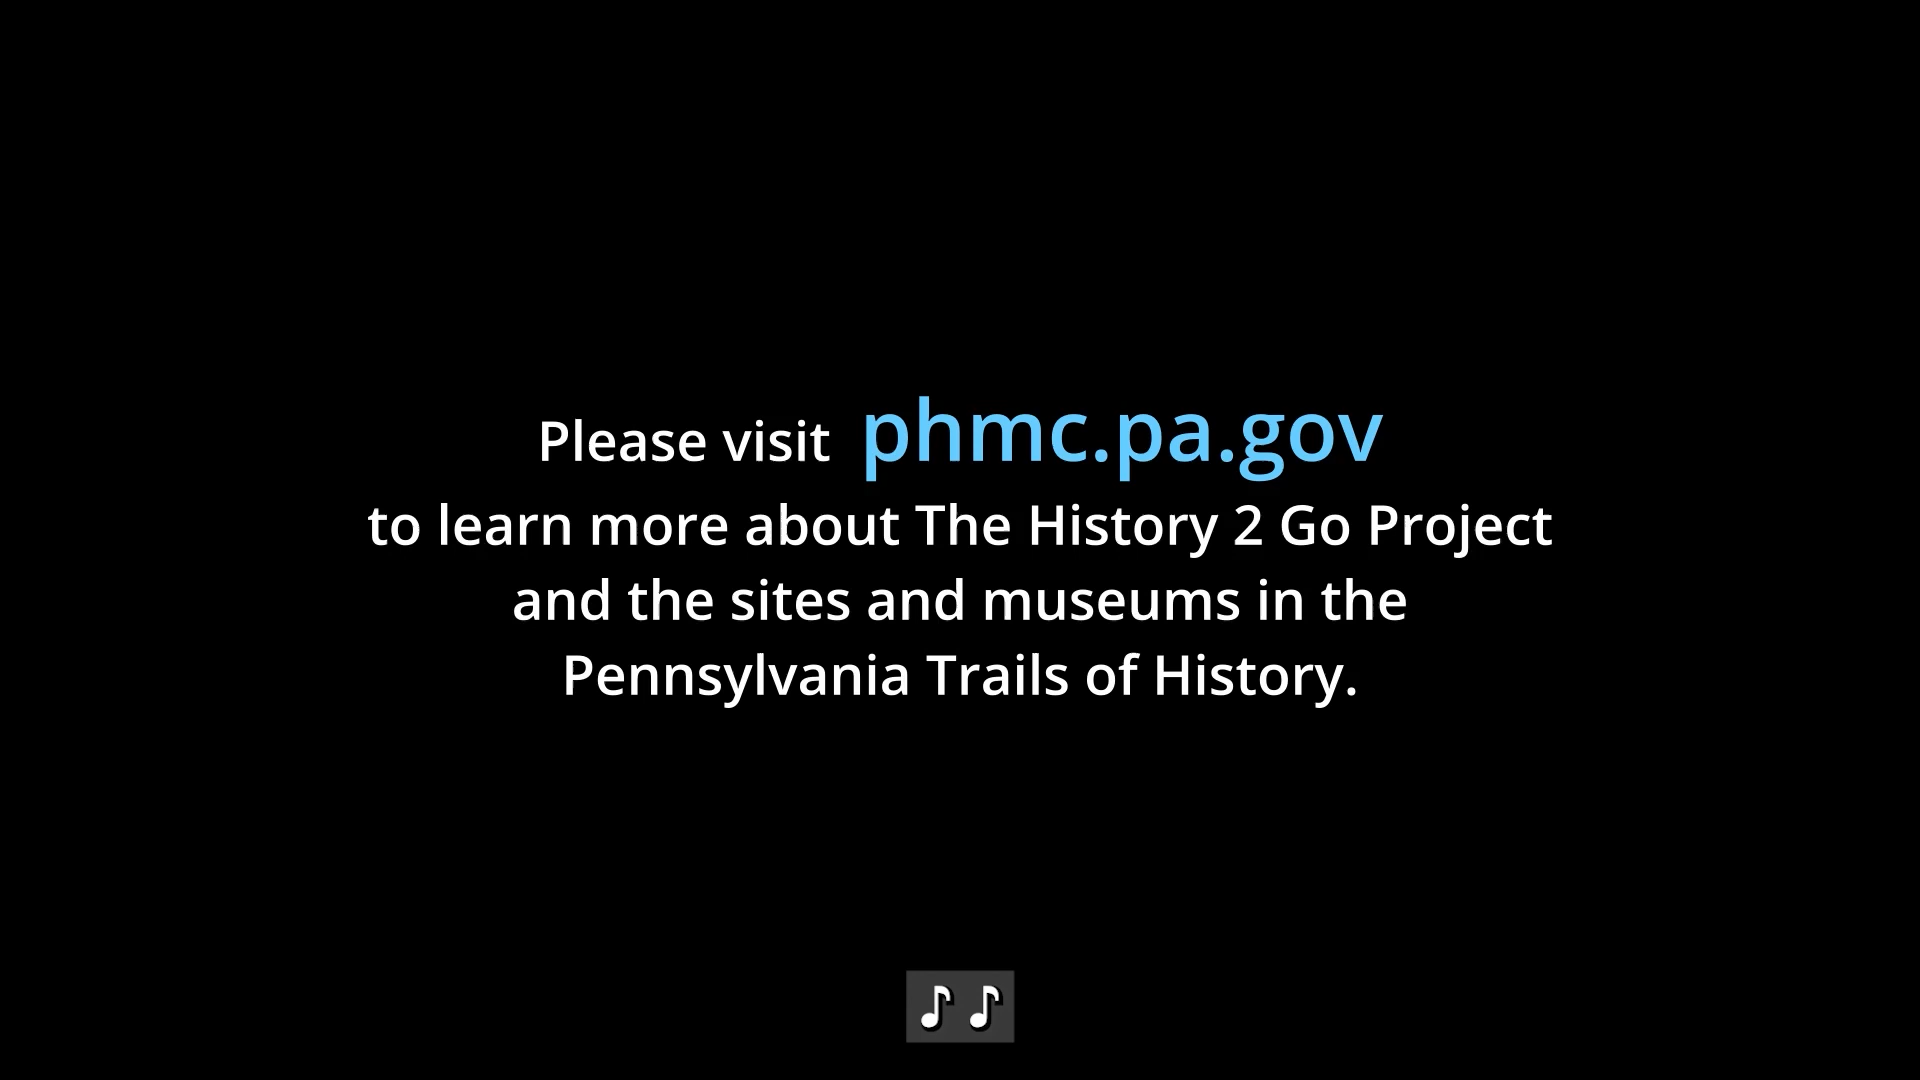 Please visit phmc.pa.gov
to learn more about The History 2 Go Project
and the sites and museums in the
Pennsylvania Trails of History.
♪ ♪